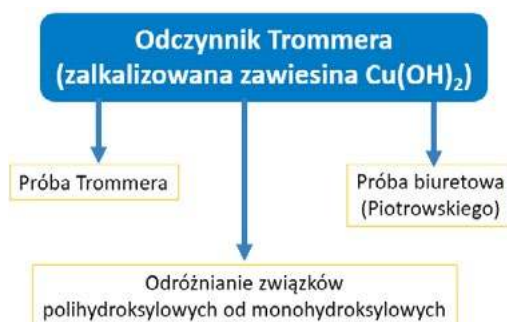 Odczynnik Trommera
(zalkalizowana zawiesina Cu(OH)₂)
Próba Trommera
Próba biuretowa
(Piotrowskiego)
Odróżnianie związków
polihydroksylowych od monohydroksylowych